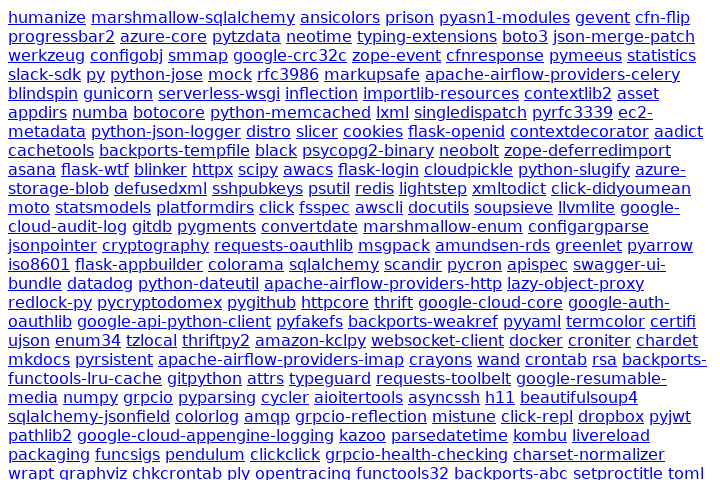 humanize marshmallow-sqlalchemy ansicolors prison pyasn1-modules gevent cfn-flip
progressbar2 azure-core pytzdata neotime typing-extensions boto3 json-merge-patch
werkzeug configobj smmap google-crc32c zope-event cfnresponse pymeeus statistics
slack-sdk py python-jose mock rfc3986 markupsafe apache-airflow-providers-celery
blindspin gunicorn serverless-wsgi inflection importlib-resources contextlib2 asset
appdirs numba botocore python-memcached lxml singledispatch pyrfc3339 ec2-
metadata python-json-logger distro slicer cookies flask-openid contextdecorator aadict
cachetools backports-tempfile black psycopg2-binary neobolt zope-deferredimport
asana flask-wtf blinker httpx scipy awacs flask-login cloudpickle python-slugify azure-
storage-blob defusedxml sshpubkeys psutil redis lightstep xmltodict click-didyoumean
moto statsmodels platformdirs click fsspec awscli docutils soupsieve llvmlite google-
cloud-audit-log gitdb pygments convertdate marshmallow-enum configargparse
jsonpointer cryptography requests-oauthlib msgpack amundsen-rds greenlet pyarrow
iso8601 flask-appbuilder colorama sqlalchemy scandir pycron apispec swagger-ui-
bundle datadog python-dateutil apache-airflow-providers-http lazy-object-proxy
redlock-py pycryptodomex pygithub httpcore thrift google-cloud-core google-auth-
oauthlib google-api-python-client pyfakefs backports-weakref pyyaml termcolor certifi
ujson enum34 tzlocal thriftpy2 amazon-kclpy websocket-client docker croniter chardet
mkdocs pyrsistent apache-airflow-providers-imap crayons wand crontab rsa backports-
functools-lru-cache gitpython attrs typeguard requests-toolbelt google-resumable-
media numpy grpcio pyparsing cycler aioitertools asyncssh h11 beautifulsoup4
sqlalchemy-jsonfield colorlog amqp grpcio-reflection mistune click-repl dropbox pyjwt
pathlib2 google-cloud-appengine-logging kazoo parsedatetime kombu livereload
packaging funcsigs pendulum clickclick grpcio-health-checking charset-normalizer
wrapt graphviz chkcrontab ply opentracing functools32 backports-abc setproctitle toml